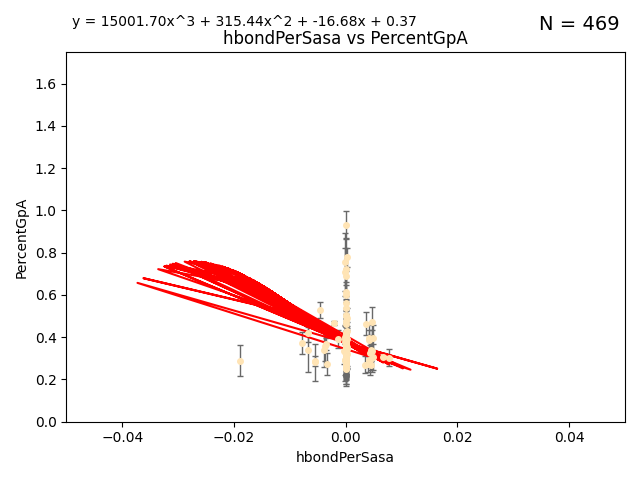 y = 15001.70x^3 + 315.44x^2 + -16.68x + 0.37
N = 469
hbondPerSasa vs PercentGpA
1.6
1.4
1.2
1.0
0.8
0.6
0.4
0.2
0.0
PercentGpA
−0.04 −0.02 0.00 0.02 0.04
hbondPerSasa